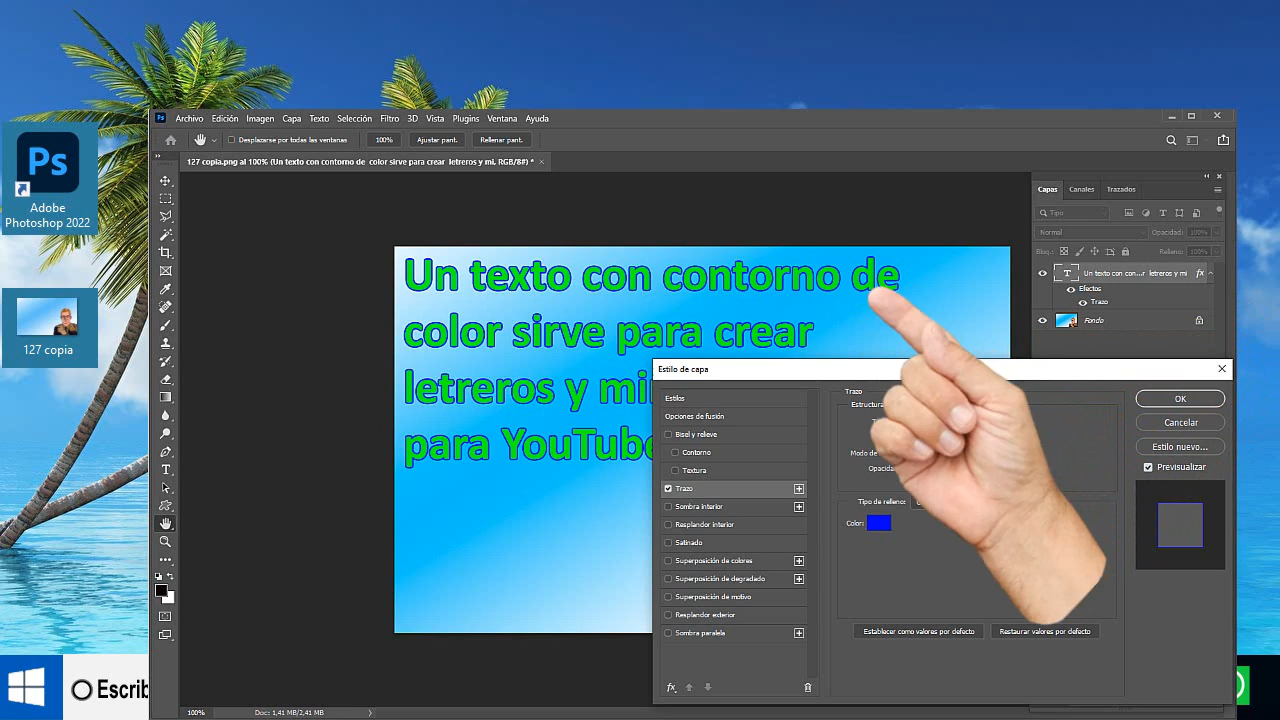 Ps
Adobe
Photoshop 2022
127 copia
Escrib
Ps Archivo Edición Imagen Capa Texto Selección Filtro 3D Vista Plugins Ventana Ayuda
Desplazarse por todas las ventanas 100% Ajustar pant. Rellenar pant.
127 copia.png al 100% (Un texto con contorno de color sirve para crear letreros y mi, RGB/8#) * ×
Un texto con contorno de
color sirve para crear
letreros y mi
para YouTube
Capas Canales Trazados
Tipo
Normal Opacidad: 100%
Bloq.: Relleno: 100%
T Un texto con con...r letreros y mi fx
Efectos
Trazo
Fondo
Estilo de capa
Estilos
Opciones de fusión
Bisel y relieve
Contorno
Textura
Trazo
Sombra interior
Resplandor interior
Satinado
Superposición de colores
Superposición de degradado
Superposición de motivo
Resplandor exterior
Sombra paralela
fx
Trazo
Estructura
Modo de
Opacida
Tipo de relleno:
Color:
Establecer como valores por defecto Restaurar valores por defecto
OK
Cancelar
Estilo nuevo...
Previsualizar
100% Doc: 1,41 MB/2,41 MB